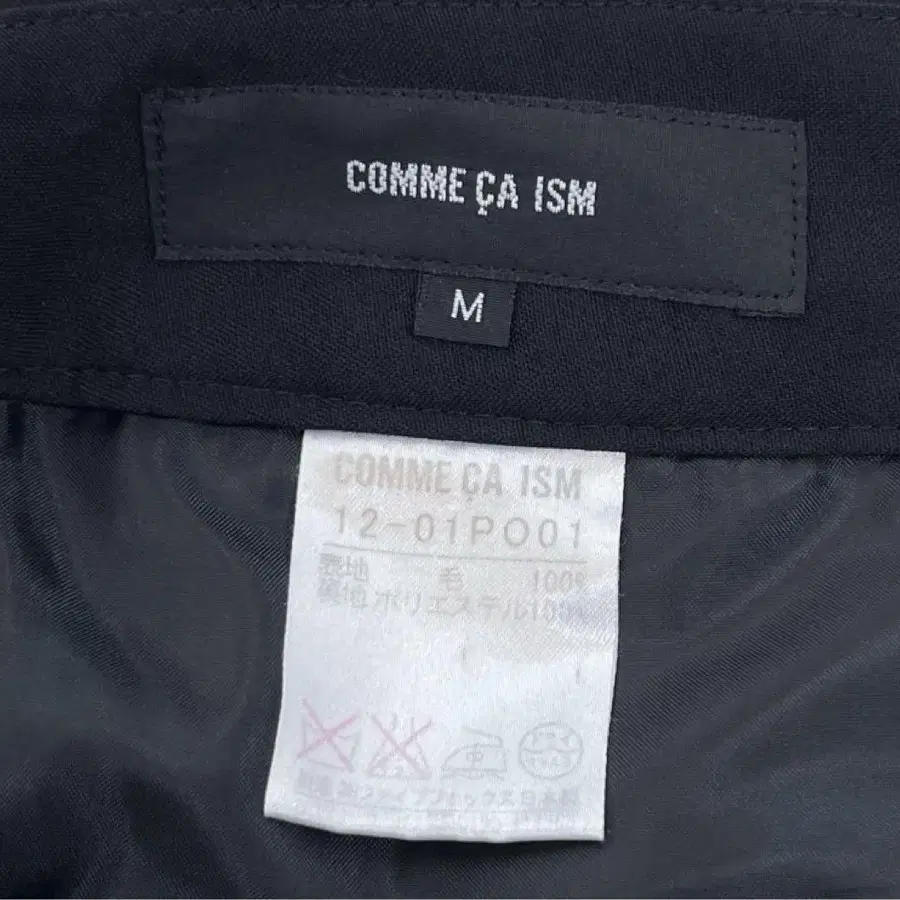 COMME ÇA ISM
M
COMME ÇA ISM
12-01PO01
表地 毛 100%
裏地 ポリエステル100%
中